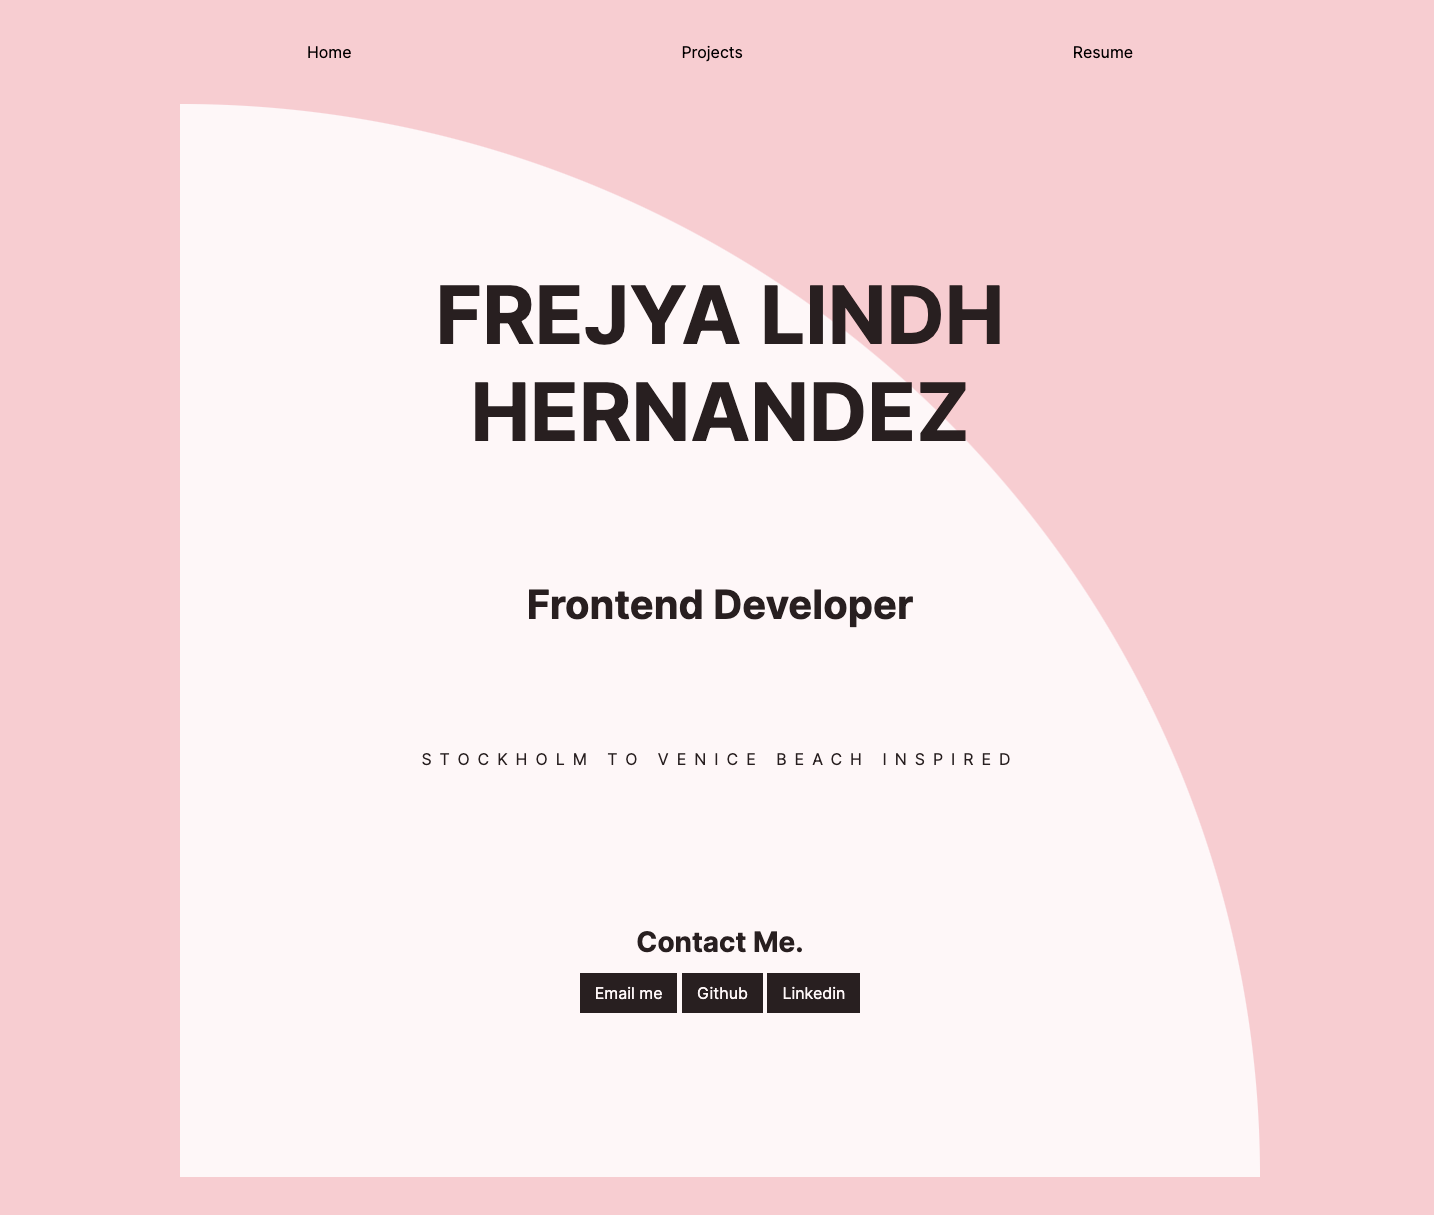 Home Projects Resume
FREJYA LINDH
HERNANDEZ
Frontend Developer
STOCKHOLM TO VENICE BEACH INSPIRED
Contact Me.
Email me Github Linkedin